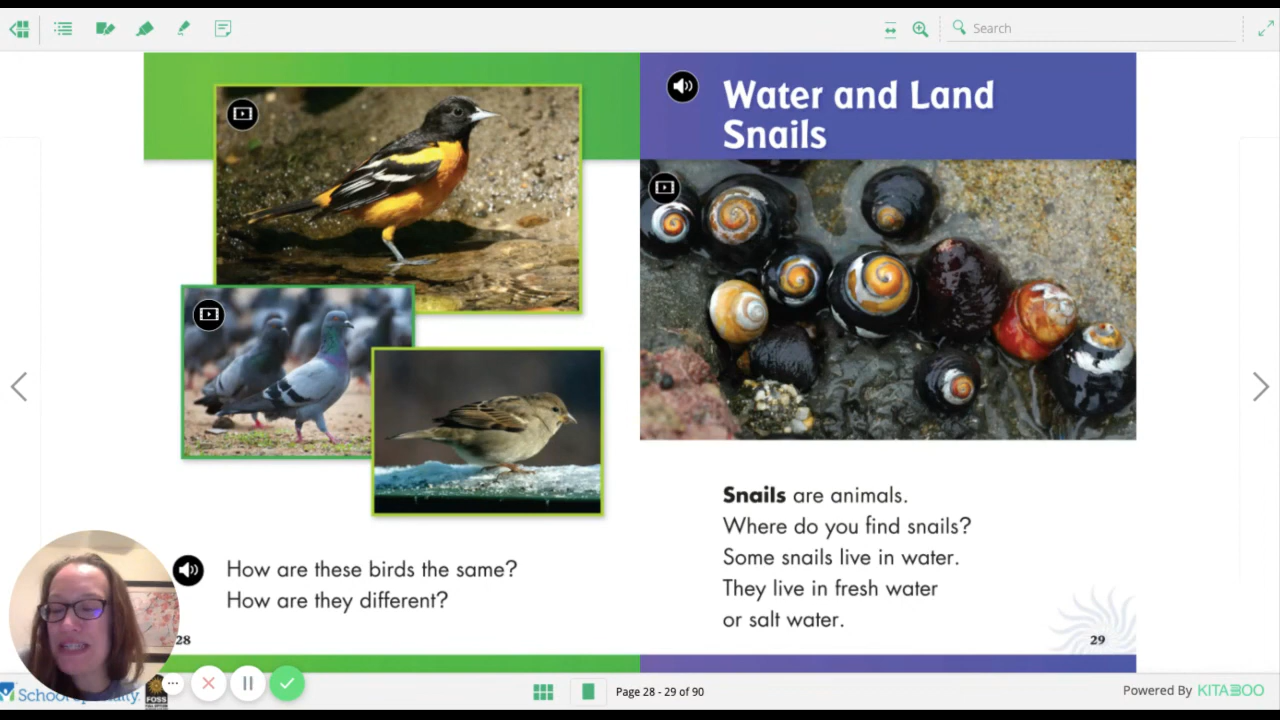 Search
Water and Land
Snails
How are these birds the same?
How are they different?
28
Snails are animals.
Where do you find snails?
Some snails live in water.
They live in fresh water
or salt water.
29
School
FOSS
Page 28 - 29 of 90
Powered By KITABOO